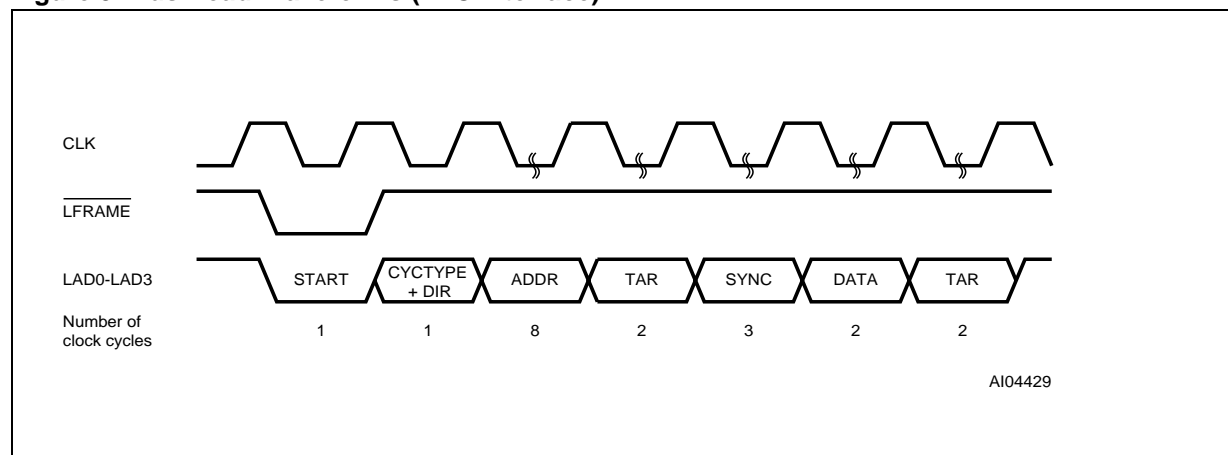 CLK
LFRAME
LAD0-LAD3
START
CYCTYPE
+ DIR
ADDR
TAR
SYNC
DATA
TAR
Number of
clock cycles
1
1
8
2
3
2
2
AI04429